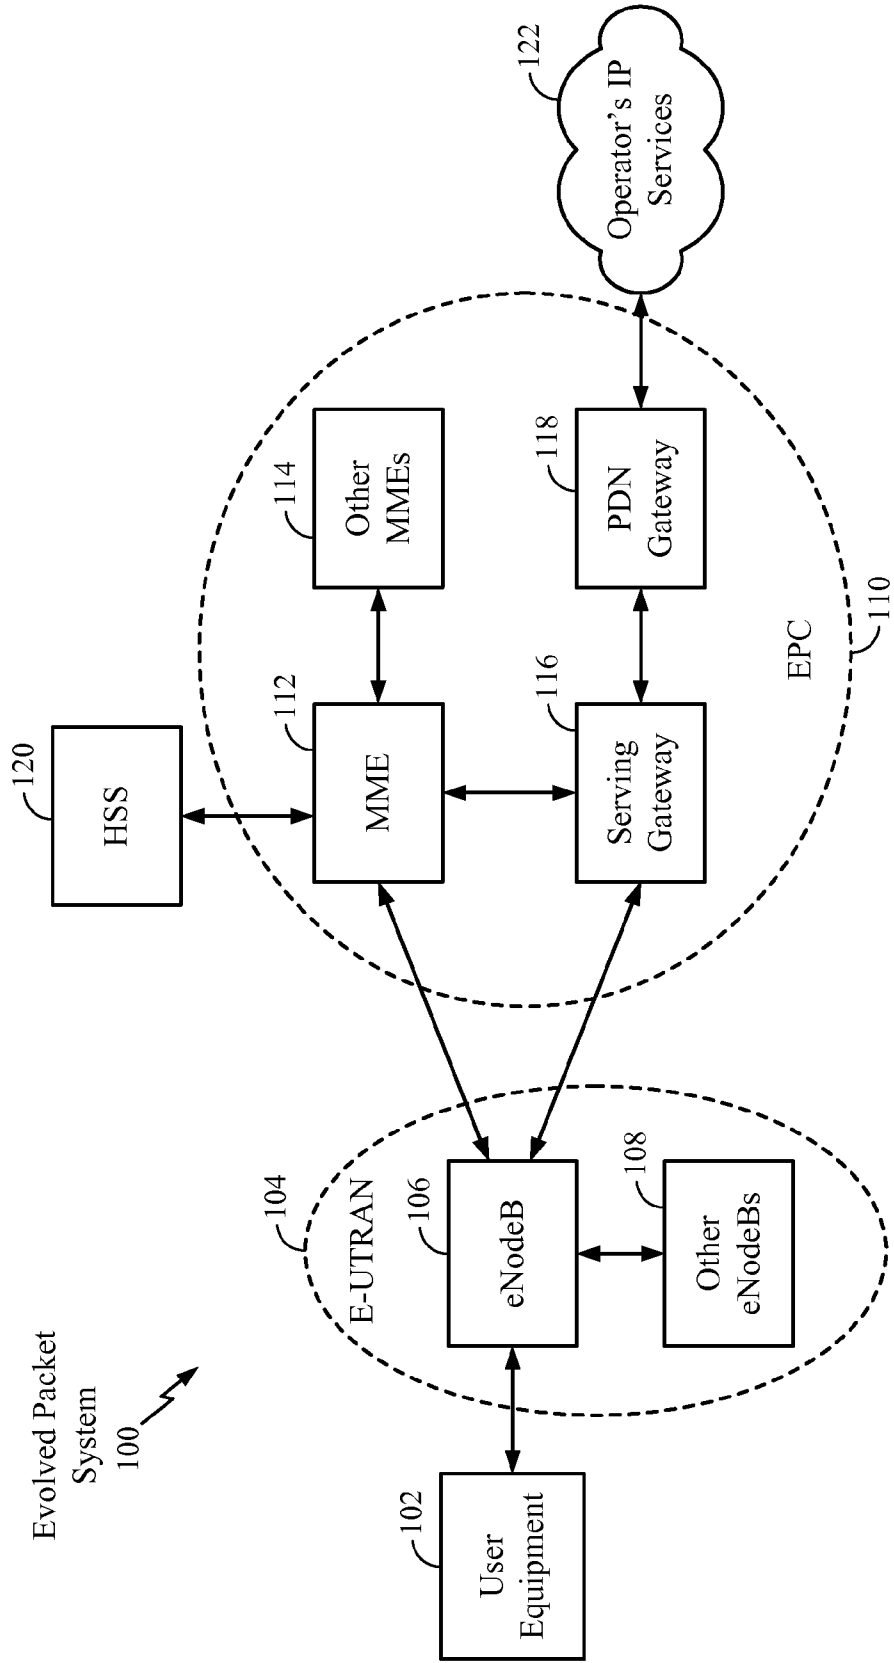 Evolved Packet
System
100
102
User
Equipment
104
E-UTRAN
106
eNodeB
108
Other
eNodeBs
120
HSS
112
MME
114
Other
MMEs
116
Serving
Gateway
118
PDN
Gateway
EPC
110
122
Operator's IP
Services